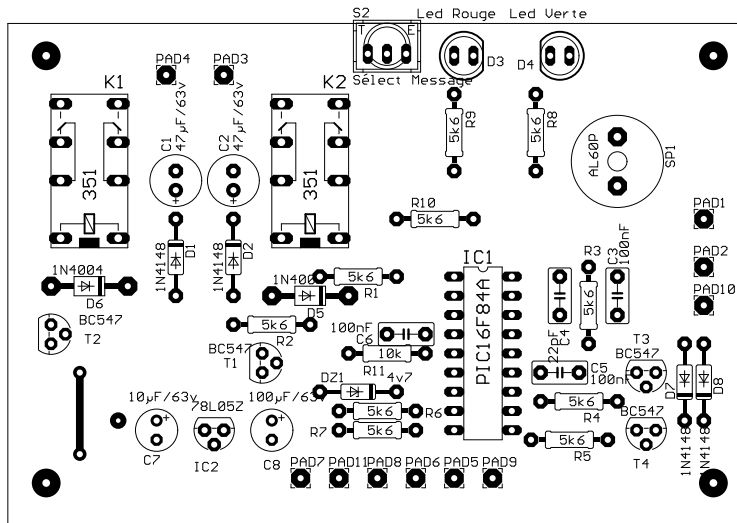 S2
Led Rouge
Led Verte
T
E
D3
D4
Select Message
PAD4
PAD3
K1
K2
47µF/63v
47µF/63v
C1
C2
351
351
R9
5k6
R8
5k6
AL60P
SP1
R10
5k6
PAD1
PAD2
PAD10
1N4148
D1
1N4148
D2
1N4004
D6
1N400
D5
5k6
R1
IC1
PIC16F84A
R3
5k6
C3
100nF
22pF
C4
BC547
T2
5k6
R2
100nF
C6
10k
R11
BC547
T1
DZ1
4v7
C5
100nF
T3
BC547
D7
D8
10µF/63v
78L05Z
100µF/63v
5k6
R6
R7
5k6
5k6
R4
BC547
5k6
R5
T4
1N4148
1N4148
C7
IC2
C8
PAD7
PAD11
PAD8
PAD6
PAD5
PAD9